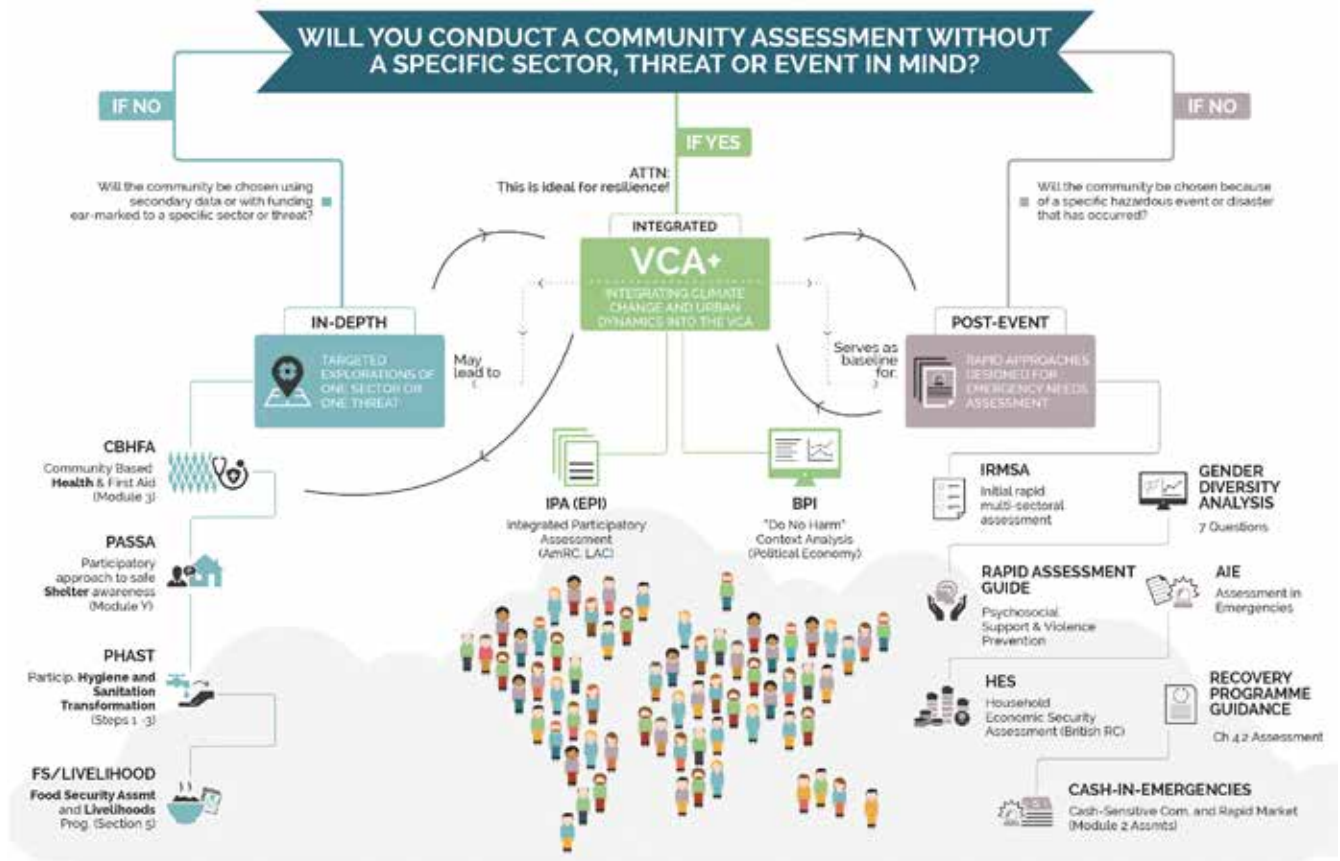 WILL YOU CONDUCT A COMMUNITY ASSESSMENT WITHOUT
A SPECIFIC SECTOR, THREAT OR EVENT IN MIND?
IF NO
IF YES
IF NO
Will the community be chosen using
secondary data or with funding
ear-marked to a specific sector or threat?
ATTN:
This is ideal for resilience!
Will the community be chosen because
of a specific hazardous event or disaster
that has occurred?
INTEGRATED
VCA+
INTEGRATING CLIMATE
CHANGE AND URBAN
DYNAMICS INTO THE VCA
IN-DEPTH
TARGETED
EXPLORATIONS OF
ONE SECTOR OR
ONE THREAT
May
lead to
Serves as
baseline
for:
POST-EVENT
RAPID APPROACHES
DESIGNED FOR
EMERGENCY NEEDS
ASSESSMENT
CBHFA
Community Based
Health & First Aid
(Module 3)
PASSA
Participatory
approach to safe
Shelter awareness
(Module Y)
PHAST
Particip. Hygiene and
Sanitation
Transformation
(Steps 1 -3)
FS/LIVELIHOOD
Food Security Assmt
and Livelihoods
Prog. (Section 5)
IPA (EPI)
Integrated Participatory
Assessment
(AmRC, LAC)
BPI
"Do No Harm"
Context Analysis
(Political Economy)
IRMSA
Initial rapid
multi-sectoral
assessment
GENDER
DIVERSITY
ANALYSIS
7 Questions
RAPID ASSESSMENT
GUIDE
Psychosocial
Support & Violence
Prevention
AIE
Assessment in
Emergencies
HES
Household
Economic Security
Assessment (British RC)
RECOVERY
PROGRAMME
GUIDANCE
Ch 4.2 Assessment
CASH-IN-EMERGENCIES
Cash-Sensitive Com. and Rapid Market
(Module 2 Assmts)